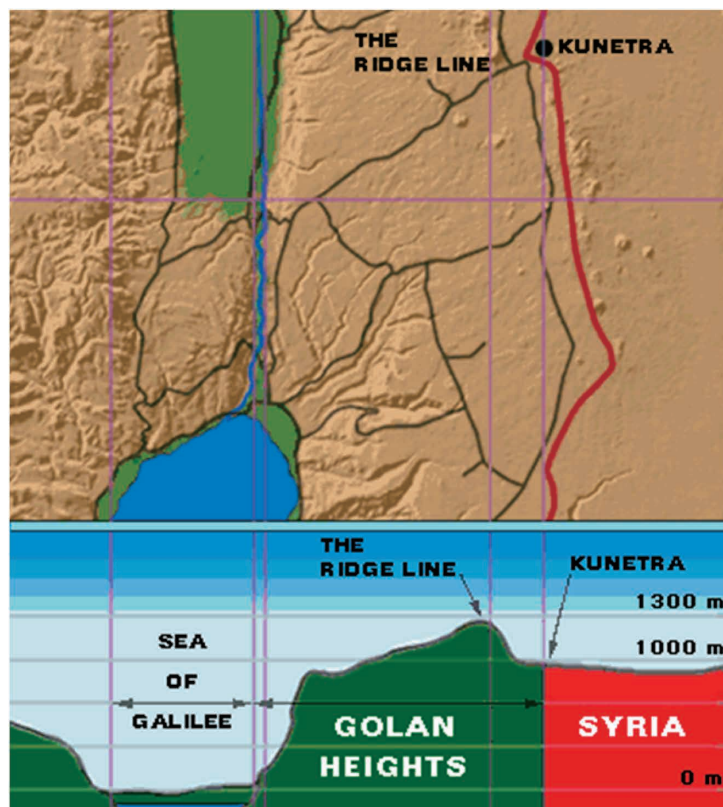 THE
RIDGE LINE
KUNETRA
THE
RIDGE LINE
KUNETRA
1300 m
1000 m
SEA
OF
GALILEE
GOLAN
HEIGHTS
SYRIA
0 m